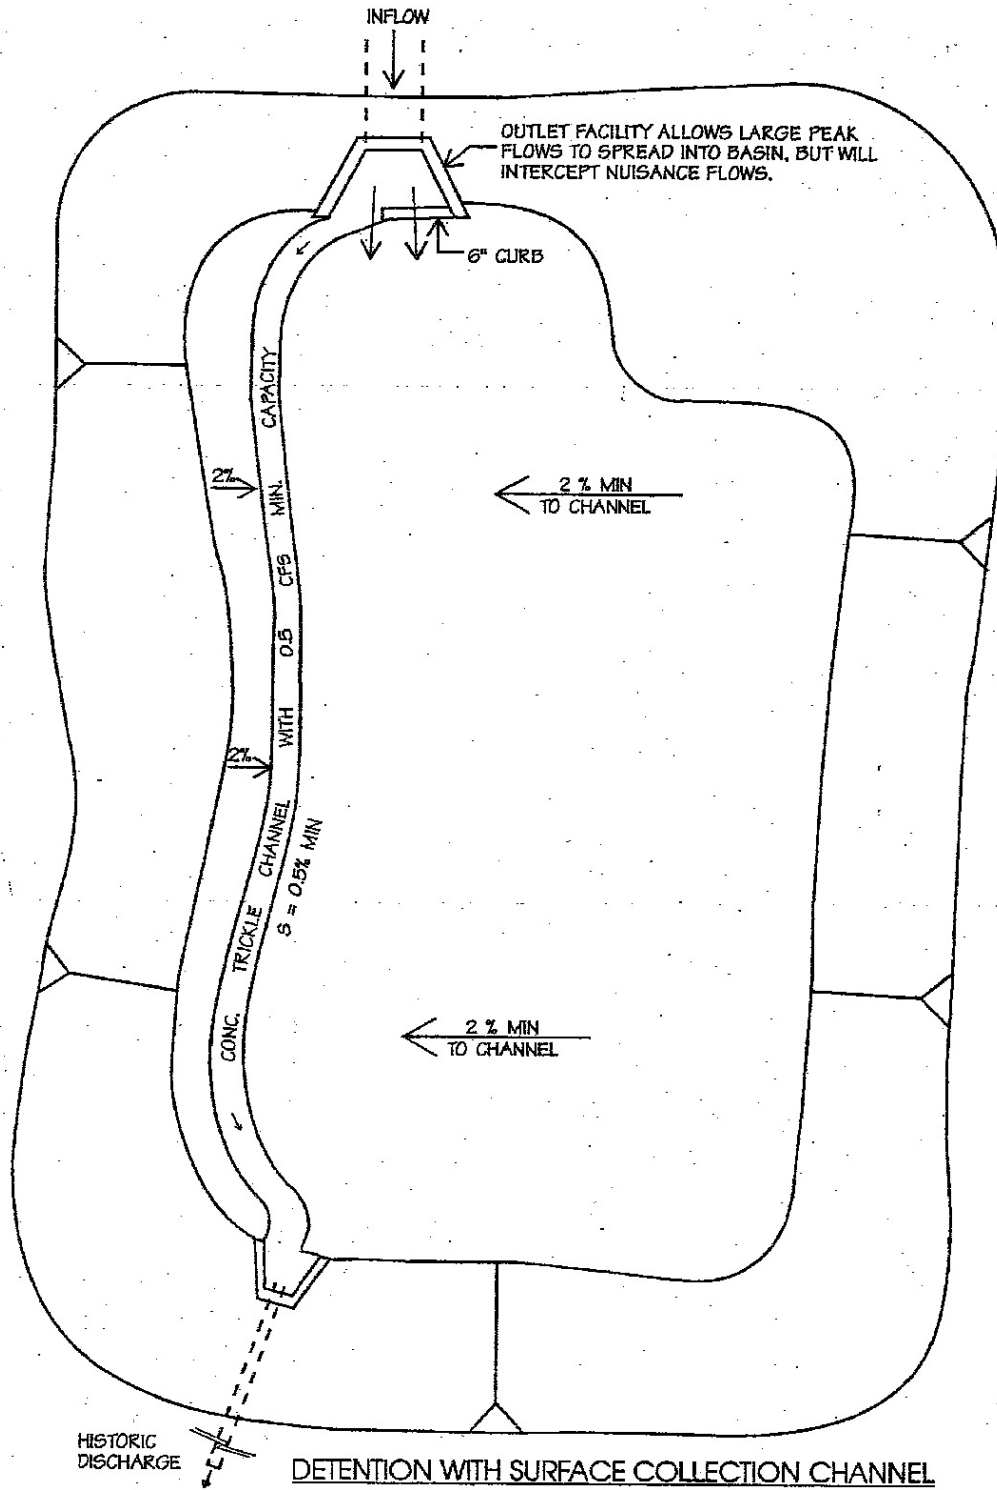 INFLOW
OUTLET FACILITY ALLOWS LARGE PEAK
FLOWS TO SPREAD INTO BASIN, BUT WILL
INTERCEPT NUISANCE FLOWS.
6" CURB
2%
2 % MIN
TO CHANNEL
2%
CONC. TRICKLE CHANNEL WITH 0.5 CFS MIN. CAPACITY
S = 0.5% MIN
2 % MIN
TO CHANNEL
HISTORIC
DISCHARGE
DETENTION WITH SURFACE COLLECTION CHANNEL